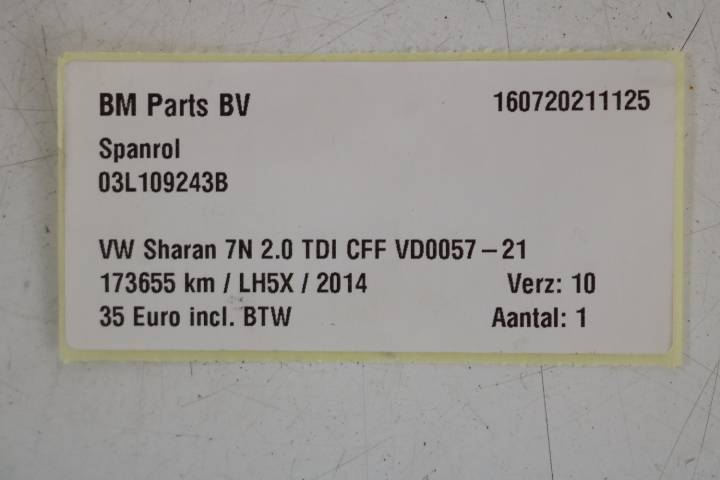 BM Parts BV 160720211125
Spanrol
03L109243B
VW Sharan 7N 2.0 TDI CFF VD0057-21
173655 km / LH5X / 2014 Verz: 10
35 Euro incl. BTW Aantal: 1